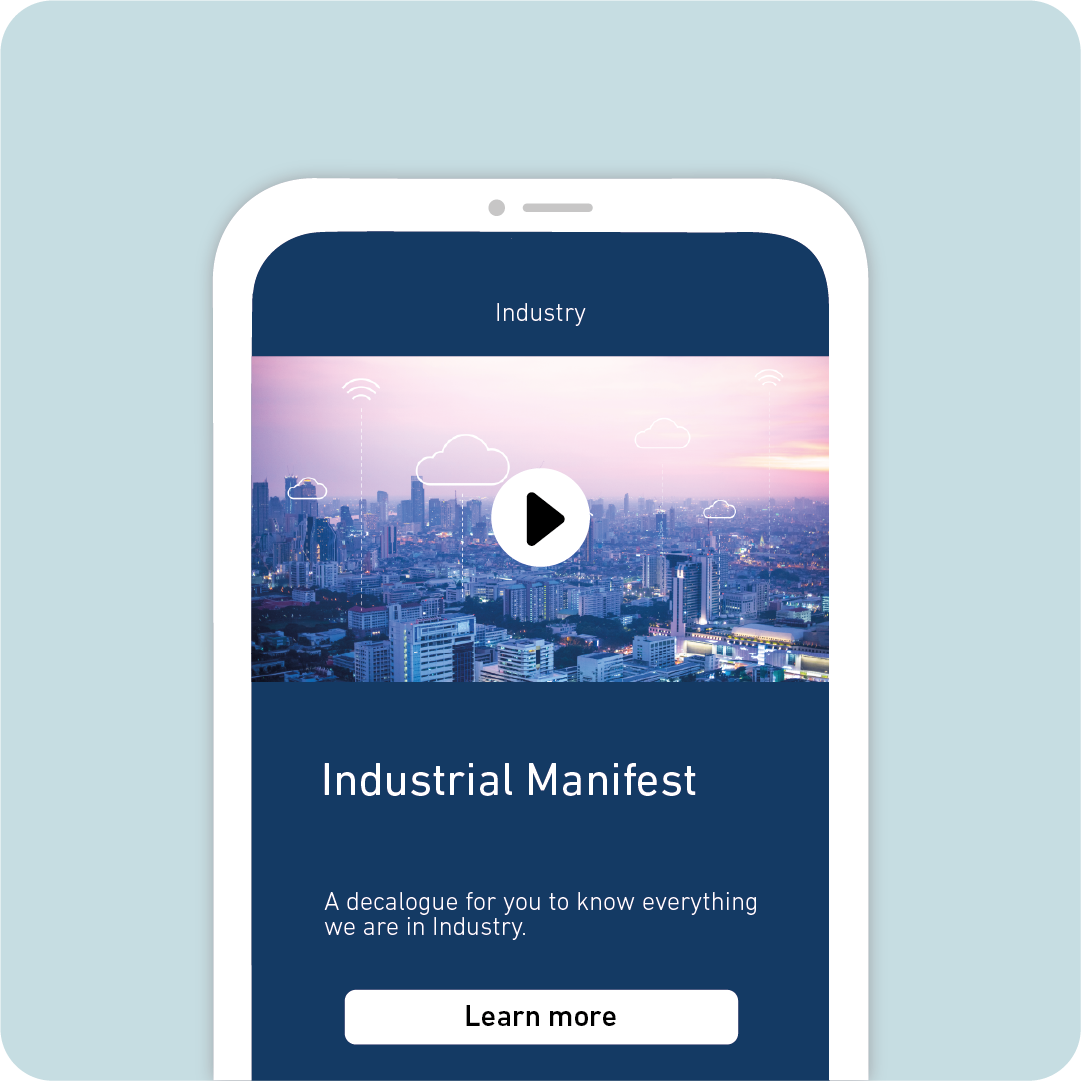 Industry
Industrial Manifest
A decalogue for you to know everything
we are in Industry.
Learn more